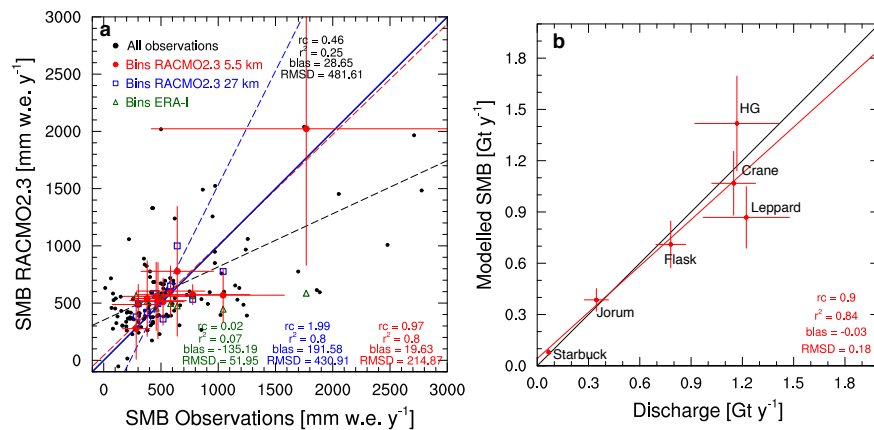 a
All observations
Bins RACMO2.3 5.5 km
Bins RACMO2.3 27 km
Bins ERA-I
rc = 0.46
r² = 0.25
bias = 28.65
RMSD = 481.61
rc = 0.02
r² = 0.07
bias = -135.19
RMSD = 51.95
rc = 1.99
r² = 0.8
bias = 191.58
RMSD = 430.91
rc = 0.97
r² = 0.8
bias = 19.63
RMSD = 214.87
3000
2500
2000
1500
1000
500
0
SMB RACMO2.3 [mm w.e. y⁻¹]
0 500 1000 1500 2000 2500 3000
SMB Observations [mm w.e. y⁻¹]
b
HG
Crane
Leppard
Flask
Jorum
Starbuck
rc = 0.9
r² = 0.84
bias = -0.03
RMSD = 0.18
1.8
1.5
1.2
0.9
0.6
0.3
0.0
Modelled SMB [Gt y⁻¹]
0.0 0.3 0.6 0.9 1.2 1.5 1.8
Discharge [Gt y⁻¹]